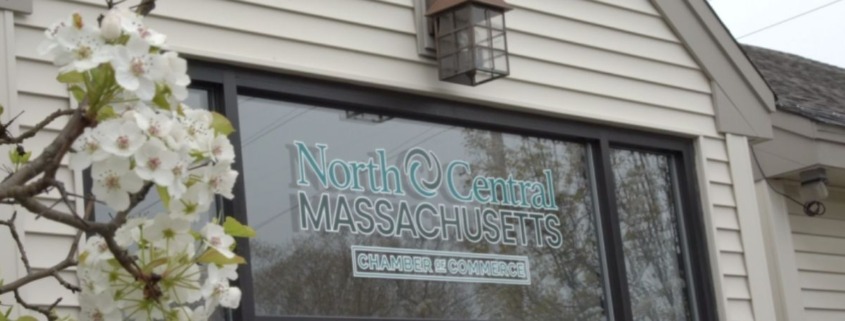 North Central
MASSACHUSETTS
CHAMBER OF COMMERCE